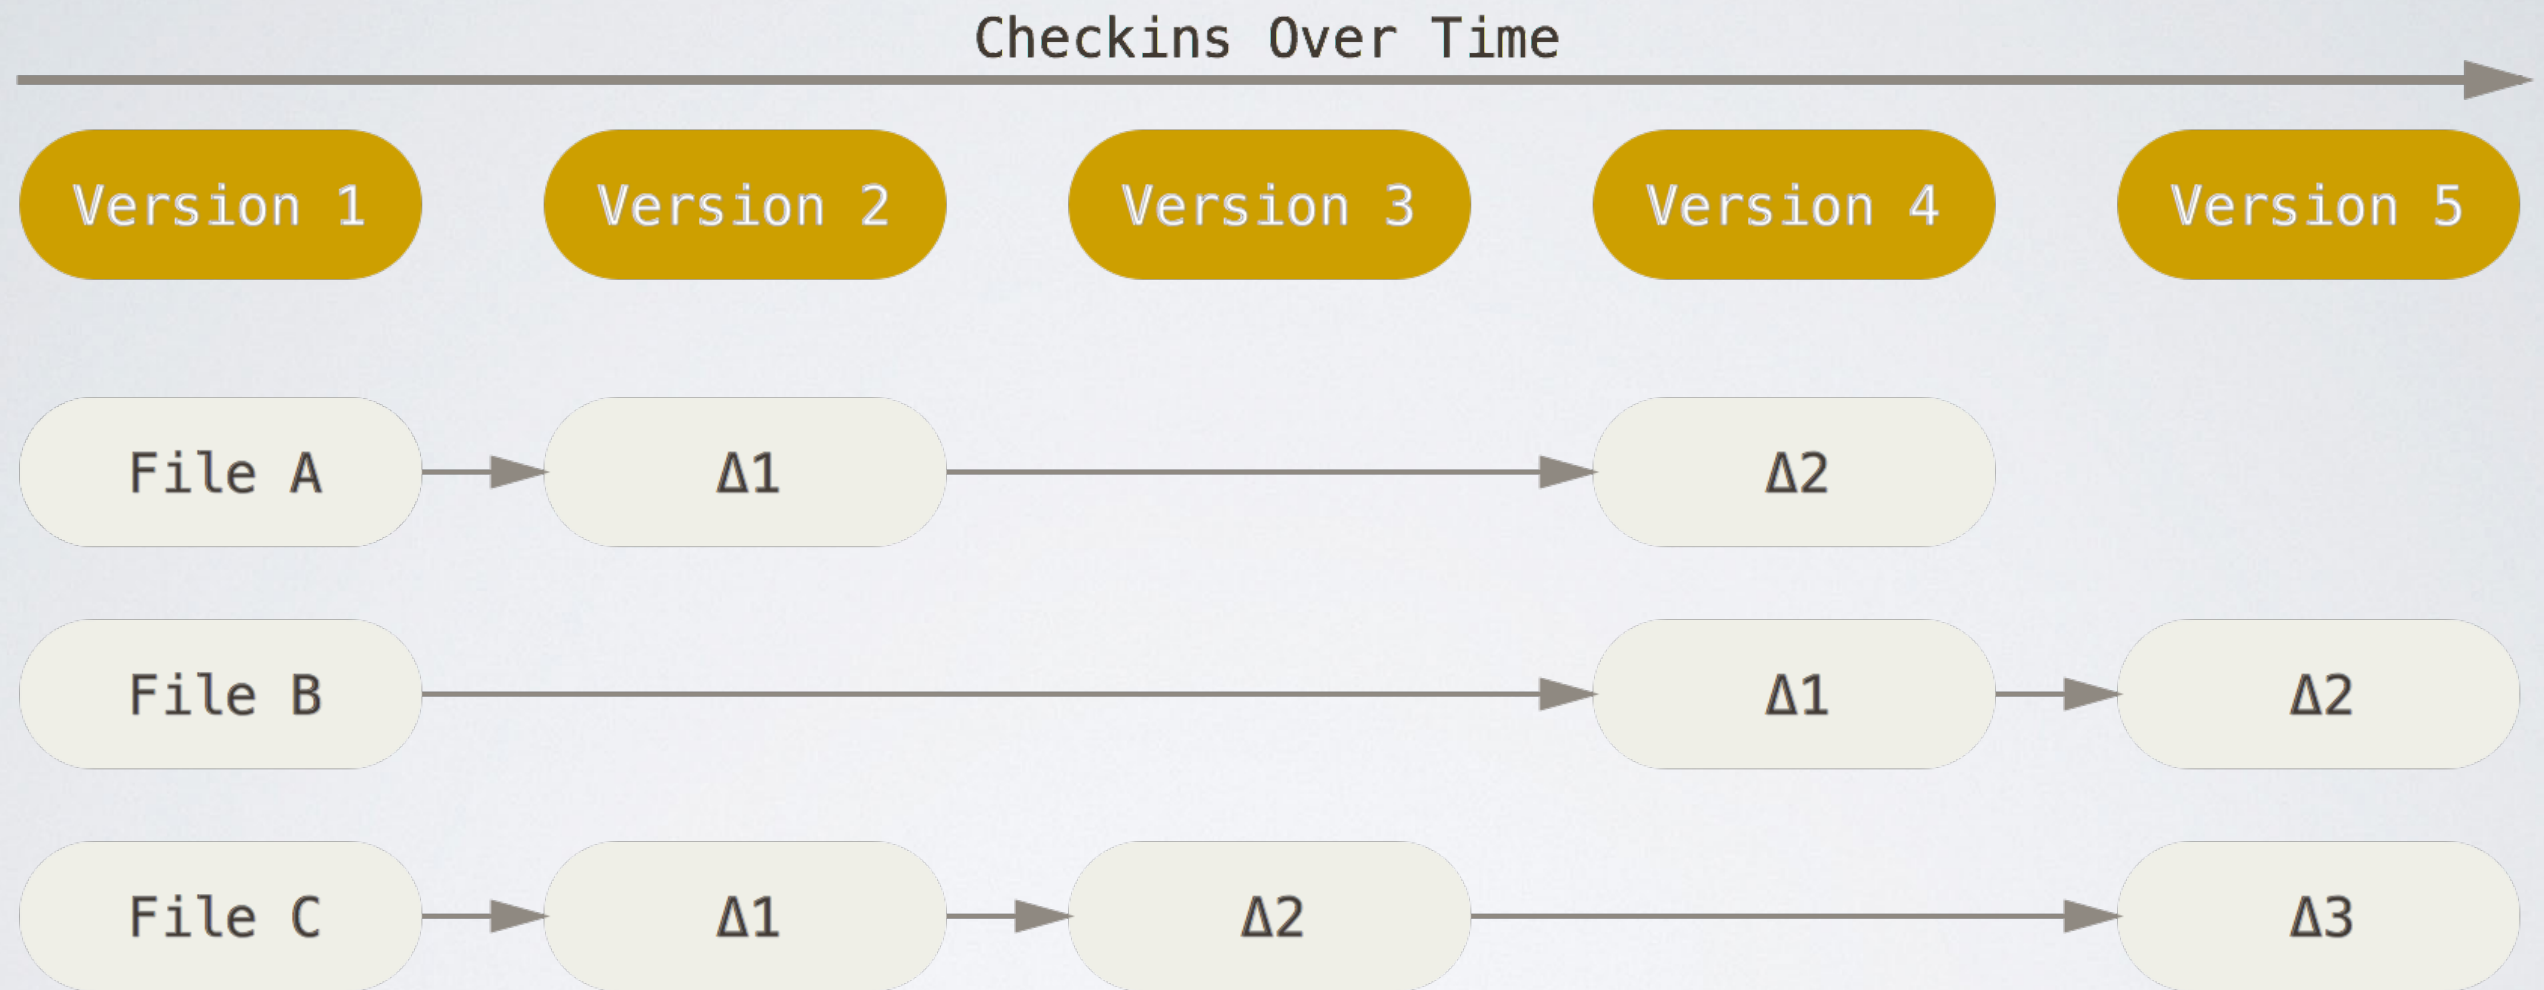 Checkins Over Time
Version 1 Version 2 Version 3 Version 4 Version 5
File A Δ1 Δ2
File B Δ1 Δ2
File C Δ1 Δ2 Δ3